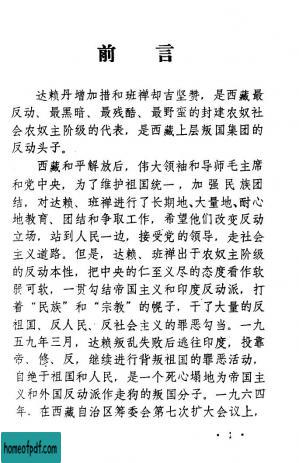 前言
达赖丹增加措和班禅却吉坚赞，是西藏最
反动、最黑暗、最残酷、最野蛮的封建农奴社
会农奴主阶级的代表，是西藏上层叛国集团的
反动头子。
西藏和平解放后，伟大领袖和导师毛主席
和党中央，为了维护祖国统一，加强民族团
结，对达赖、班禅进行了长期地、大量地、耐心
地教育、团结和争取工作，希望他们改变反动
立场，站到人民一边，接受党的领导，走社会
主义道路。但是，达赖、班禅出于农奴主阶级
的反动本性，把中央的仁至义尽的态度看作软
弱可欺，一贯勾结帝国主义和印度反动派，打
着“民族”和“宗教”的幌子，干了大量的反
祖国、反人民、反社会主义的罪恶勾当。一九
五九年三月，达赖叛乱失败后逃往印度，投靠
帝、修、反，继续进行背叛祖国的罪恶活动，
自绝于祖国和人民，是一个死心塌地为帝国主
义和外国反动派作走狗的叛国分子。一九六四
年，在西藏自治区筹委会第七次扩大会议上，
· 1 ·
homeofpdf.com
homeofpdf.com